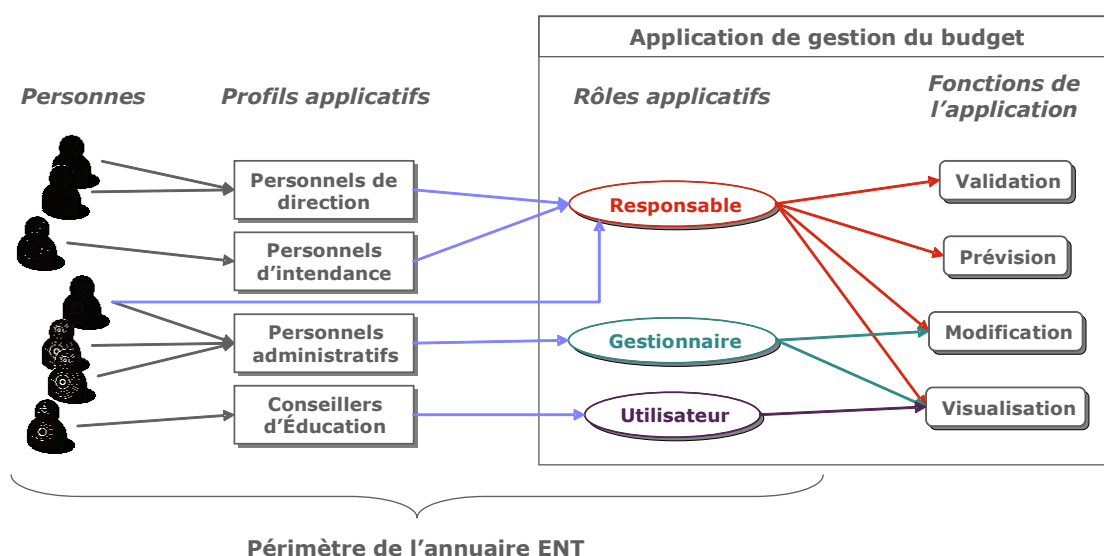 Application de gestion du budget
Personnes
Profils applicatifs
Rôles applicatifs
Fonctions de
l'application
Personnels de
direction
Personnels
d'intendance
Personnels
administratifs
Conseillers
d'Éducation
Responsable
Gestionnaire
Utilisateur
Validation
Prévision
Modification
Visualisation
Périmètre de l'annuaire ENT